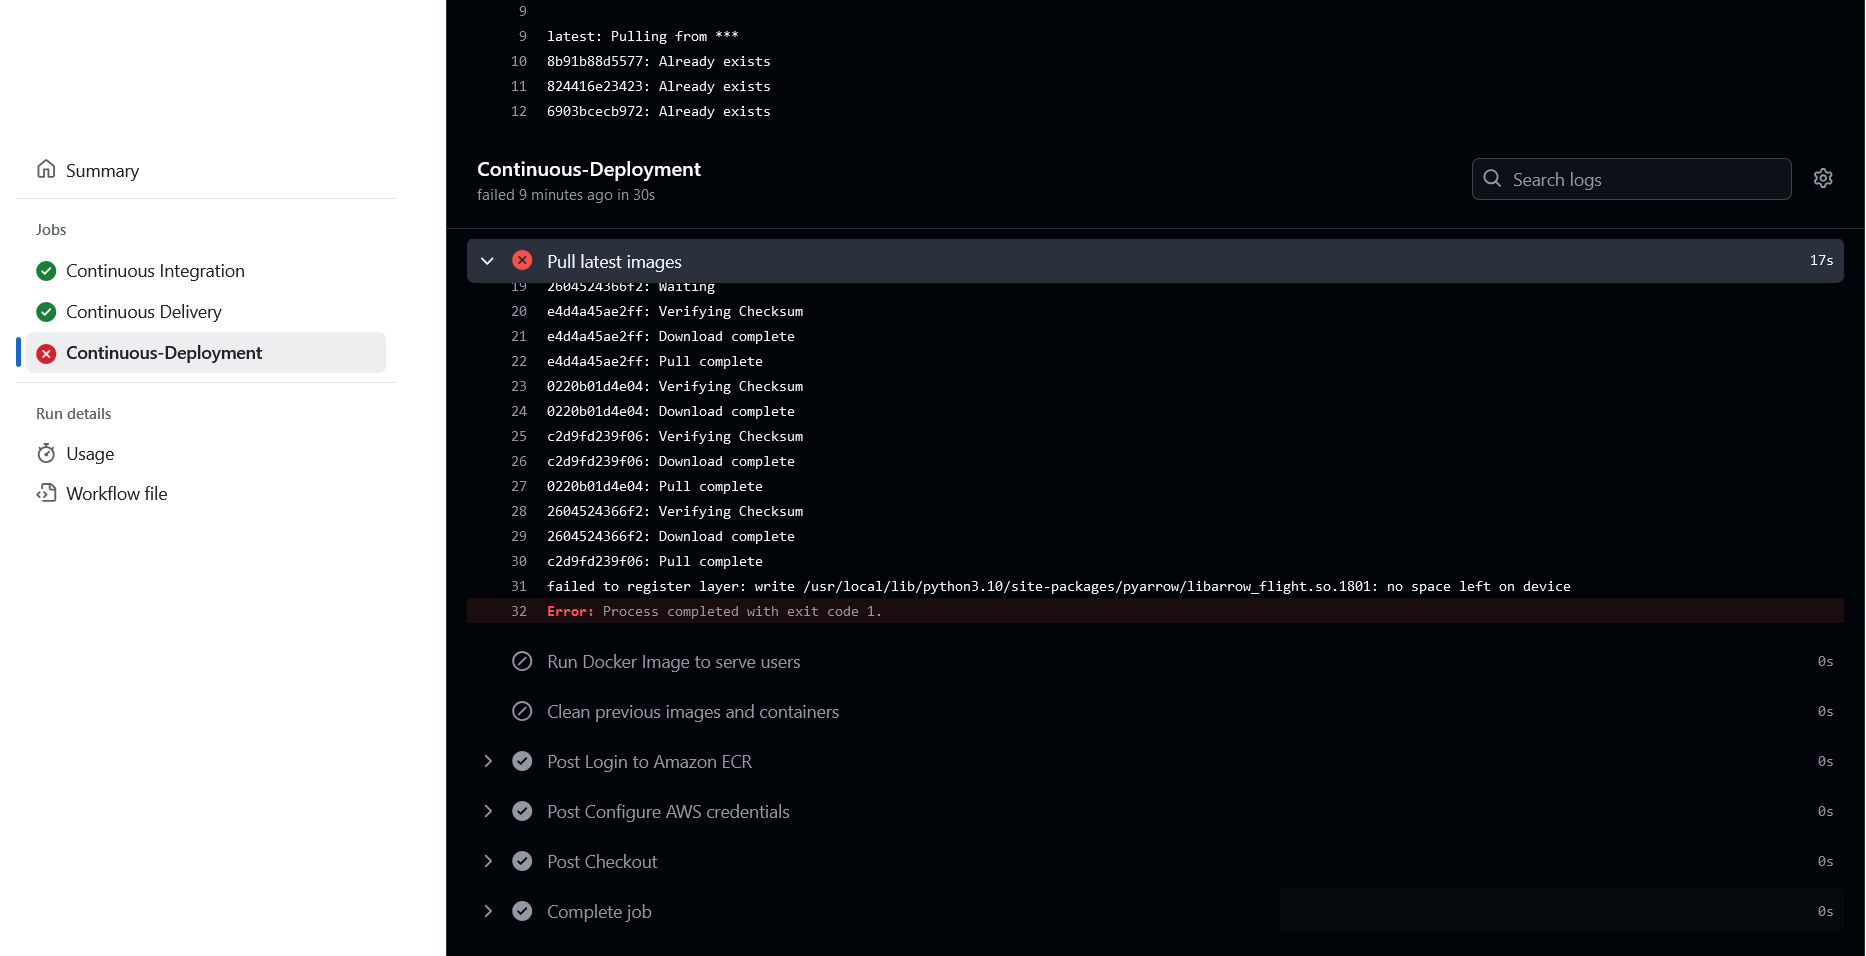 Summary
Jobs
Continuous Integration
Continuous Delivery
Continuous-Deployment
Run details
Usage
Workflow file
9
9 latest: Pulling from ***
10 8b91b88d5577: Already exists
11 824416e23423: Already exists
12 6903bcecb972: Already exists
Continuous-Deployment
failed 9 minutes ago in 30s
Search logs
Pull latest images 17s
19 2604524366f2: Waiting
20 e4d4a45ae2ff: Verifying Checksum
21 e4d4a45ae2ff: Download complete
22 e4d4a45ae2ff: Pull complete
23 0220b01d4e04: Verifying Checksum
24 0220b01d4e04: Download complete
25 c2d9fd239f06: Verifying Checksum
26 c2d9fd239f06: Download complete
27 0220b01d4e04: Pull complete
28 2604524366f2: Verifying Checksum
29 2604524366f2: Download complete
30 c2d9fd239f06: Pull complete
31 failed to register layer: write /usr/local/lib/python3.10/site-packages/pyarrow/libarrow_flight.so.1801: no space left on device
32 Error: Process completed with exit code 1.
Run Docker Image to serve users 0s
Clean previous images and containers 0s
Post Login to Amazon ECR 0s
Post Configure AWS credentials 0s
Post Checkout 0s
Complete job 0s